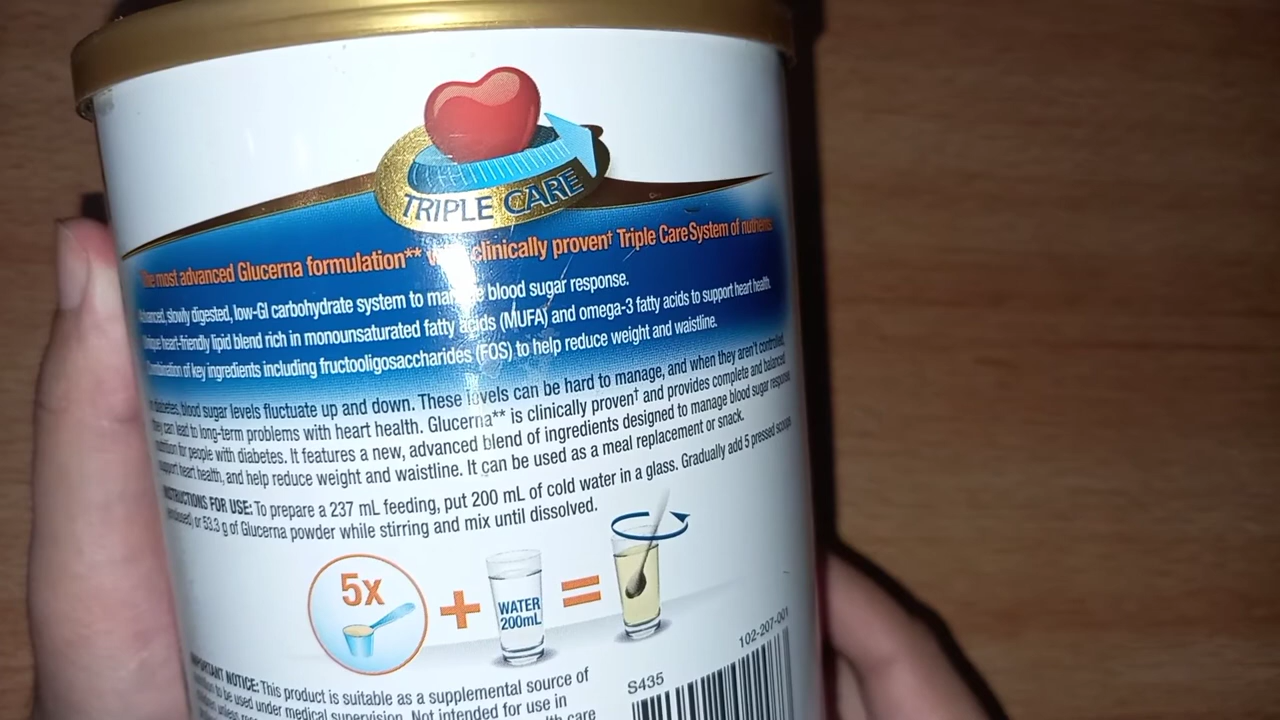 TRIPLE CARE
The most advanced Glucerna formulation** clinically proven† Triple Care System of nutrients
Advanced, slowly digested, low-GI carbohydrate system to manage blood sugar response.
Unique heart-friendly lipid blend rich in monounsaturated fatty acids (MUFA) and omega-3 fatty acids to support heart health.
Combination of key ingredients including fructooligosaccharides (FOS) to help reduce weight and waistline.
In diabetes, blood sugar levels fluctuate up and down. These levels can be hard to manage, and when they aren't controlled,
they can lead to long-term problems with heart health. Glucerna** is clinically proven† and provides complete and balanced
nutrition for people with diabetes. It features a new, advanced blend of ingredients designed to manage blood sugar response,
support heart health, and help reduce weight and waistline. It can be used as a meal replacement or snack.
INSTRUCTIONS FOR USE: To prepare a 237 mL feeding, put 200 mL of cold water in a glass. Gradually add 5 pressed scoops
(enclosed) or 53.3 g of Glucerna powder while stirring and mix until dissolved.
5x
+
WATER
200mL
=
102-207-001
S435
IMPORTANT NOTICE: This product is suitable as a supplemental source of
nutrition to be used under medical supervision. Not intended for use in
children unless care